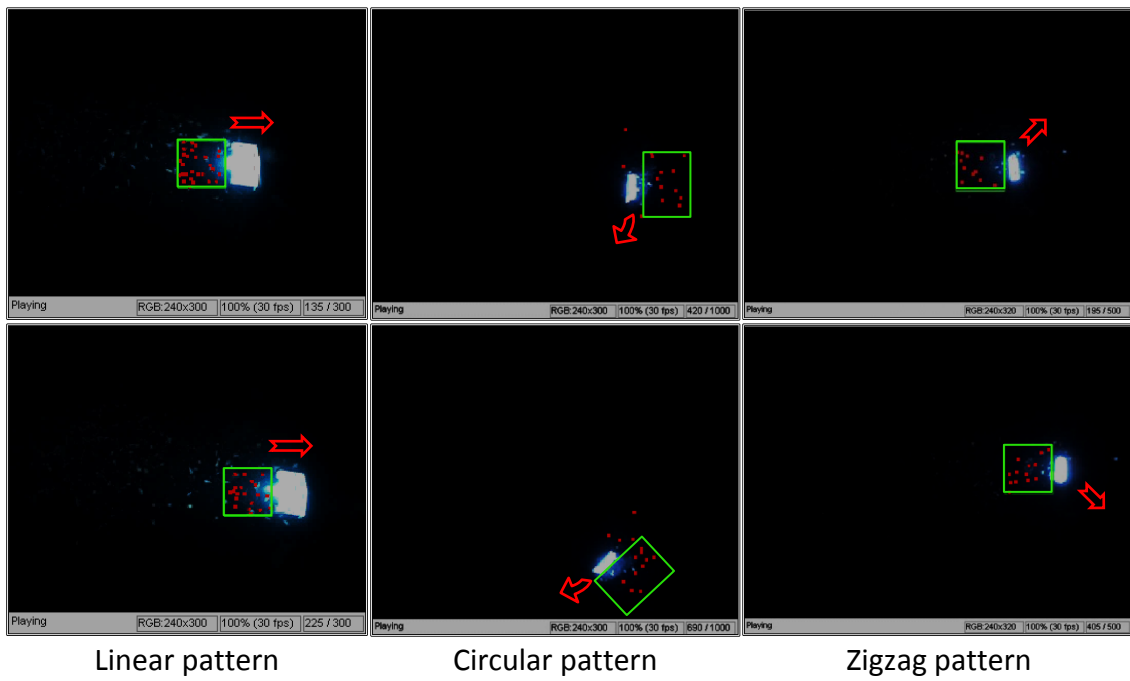 Playing RGB:240x300 100% (30 fps) 135 / 300
Playing RGB:240x300 100% (30 fps) 420 / 1000
Playing RGB:240x320 100% (30 fps) 195 / 500
Playing RGB:240x300 100% (30 fps) 225 / 300
Playing RGB:240x300 100% (30 fps) 690 / 1000
Playing RGB:240x320 100% (30 fps) 405 / 500
Linear pattern
Circular pattern
Zigzag pattern